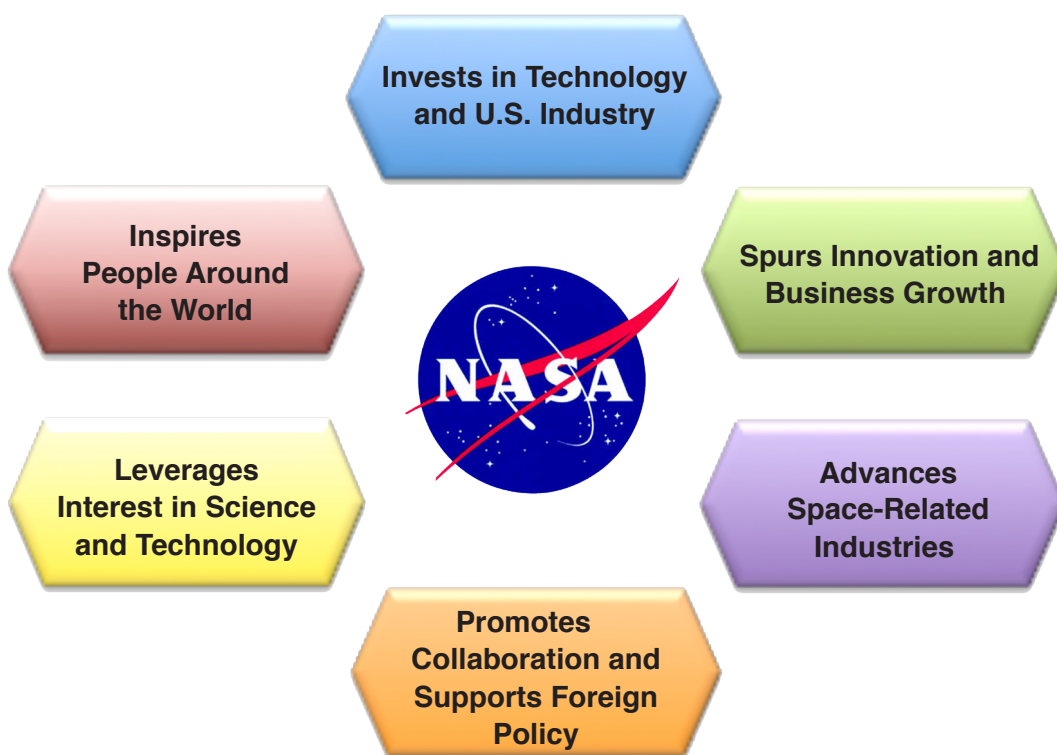 Invests in Technology
and U.S. Industry
Inspires
People Around
the World
Spurs Innovation and
Business Growth
NASA
Leverages
Interest in Science
and Technology
Advances
Space-Related
Industries
Promotes
Collaboration and
Supports Foreign
Policy